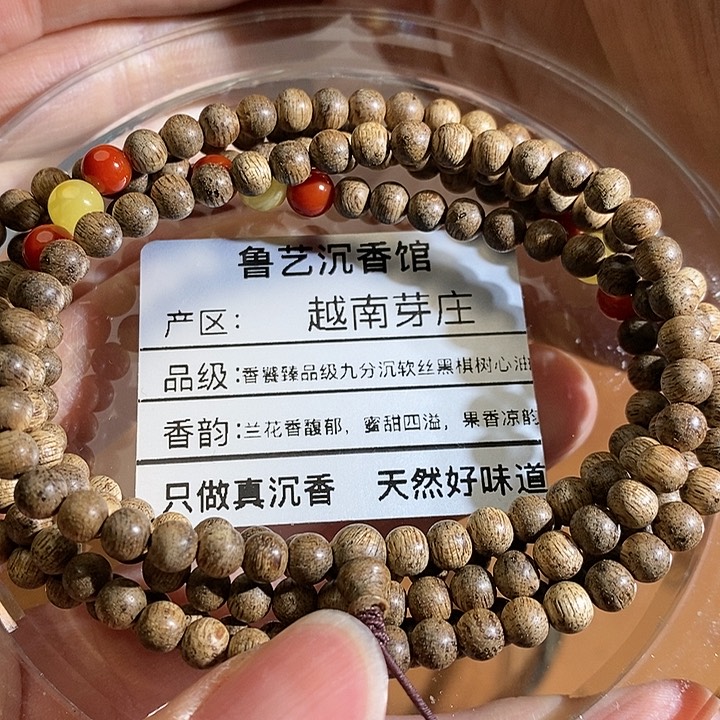 鲁艺沉香馆
产区： 越南芽庄
品级:香餮臻品级九分沉软丝黑棋树心油
香韵:兰花香馥郁，蜜甜四溢，果香凉韵
只做真沉香 天然好味道